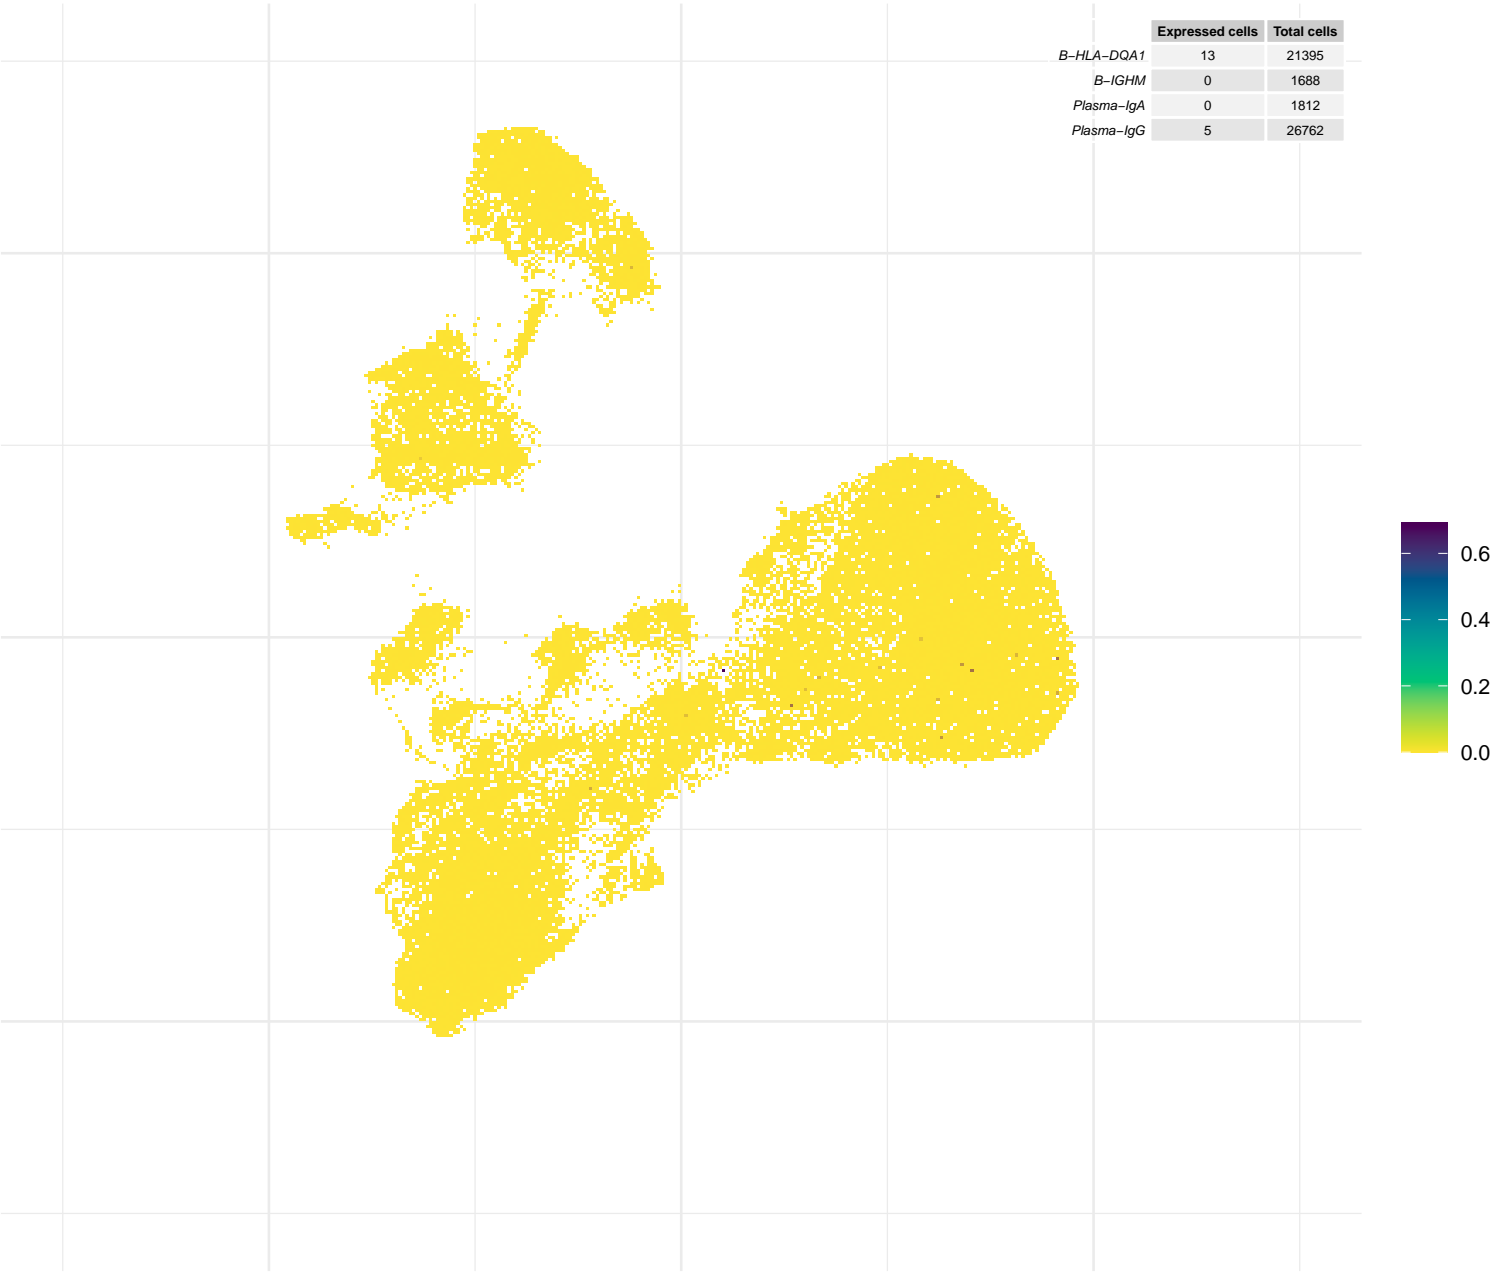 Expressed cells Total cells
B−HLA−DQA1 13 21395
B−IGHM 0 1688
Plasma−IgA 0 1812
Plasma−IgG 5 26762
0.6
0.4
0.2
0.0